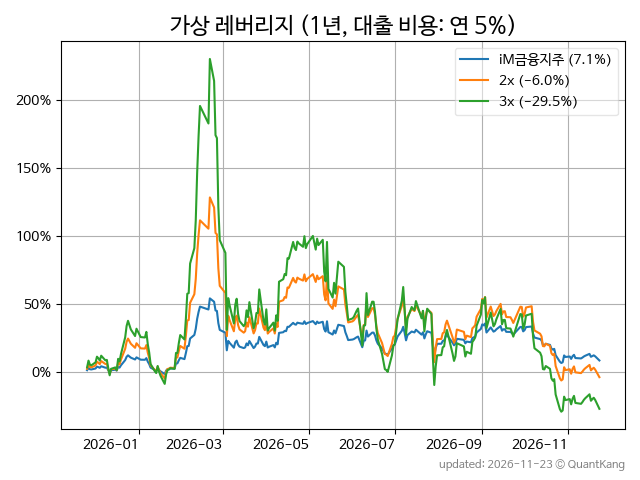 가상 레버리지 (1년, 대출 비용: 연 5%)
iM금융지주 (7.1%)
2x (−6.0%)
3x (−29.5%)
200%
150%
100%
50%
0%
2026-01 2026-03 2026-05 2026-07 2026-09 2026-11
updated: 2026-11-23 © QuantKang